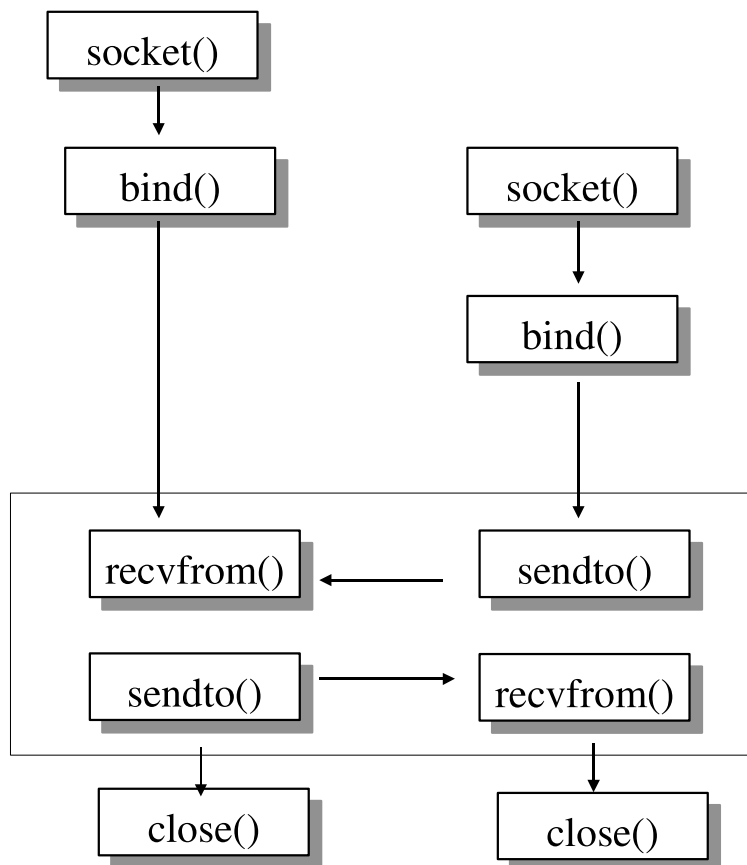 socket()
bind()
socket()
bind()
recvfrom()
sendto()
sendto()
recvfrom()
close()
close()